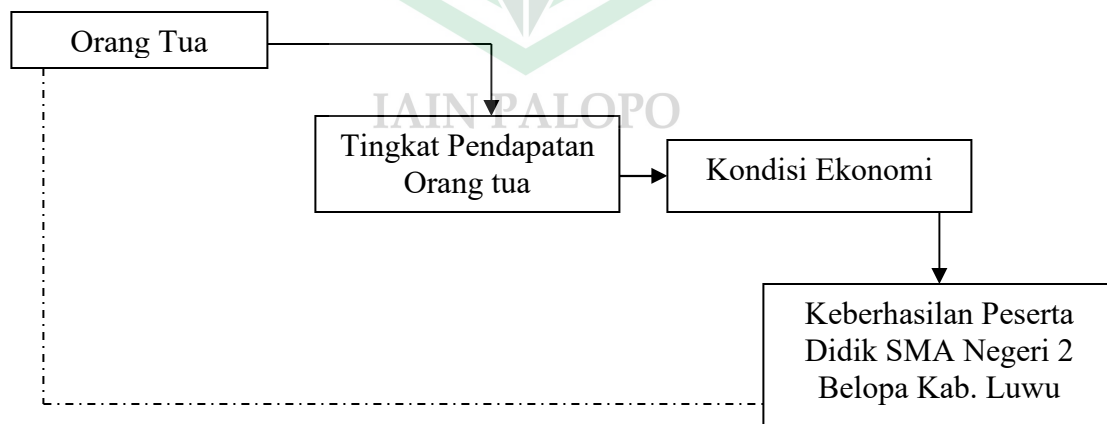 Orang Tua
IAIN PALOPO
Tingkat Pendapatan
Orang tua
Kondisi Ekonomi
Keberhasilan Peserta
Didik SMA Negeri 2
Belopa Kab. Luwu